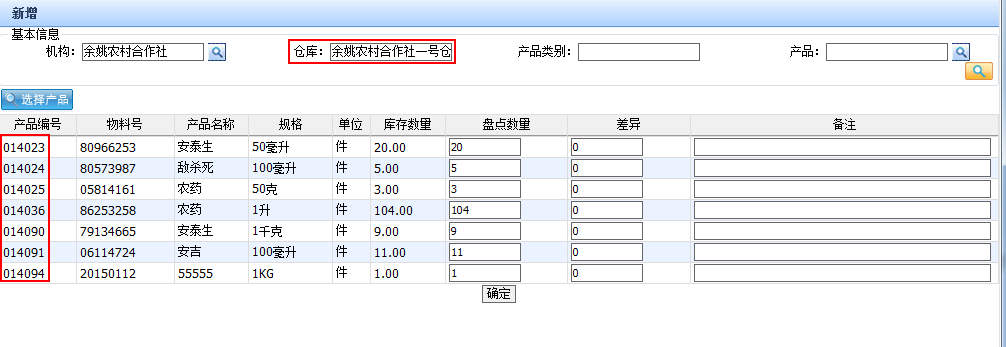 新增
基本信息
机构: 余姚农村合作社 仓库: 余姚农村合作社一号仓 产品类别: 产品:
选择产品
产品编号 物料号 产品名称 规格 单位 库存数量 盘点数量 差异 备注
014023 80966253 安泰生 50毫升 件 20.00 20 0
014024 80573987 敌杀死 100毫升 件 5.00 5 0
014025 05814161 农药 50克 件 3.00 3 0
014036 86253258 农药 1升 件 104.00 104 0
014090 79134665 安泰生 1千克 件 9.00 9 0
014091 06114724 安吉 100毫升 件 11.00 11 0
014094 20150112 55555 1KG 件 1.00 1 0
确定